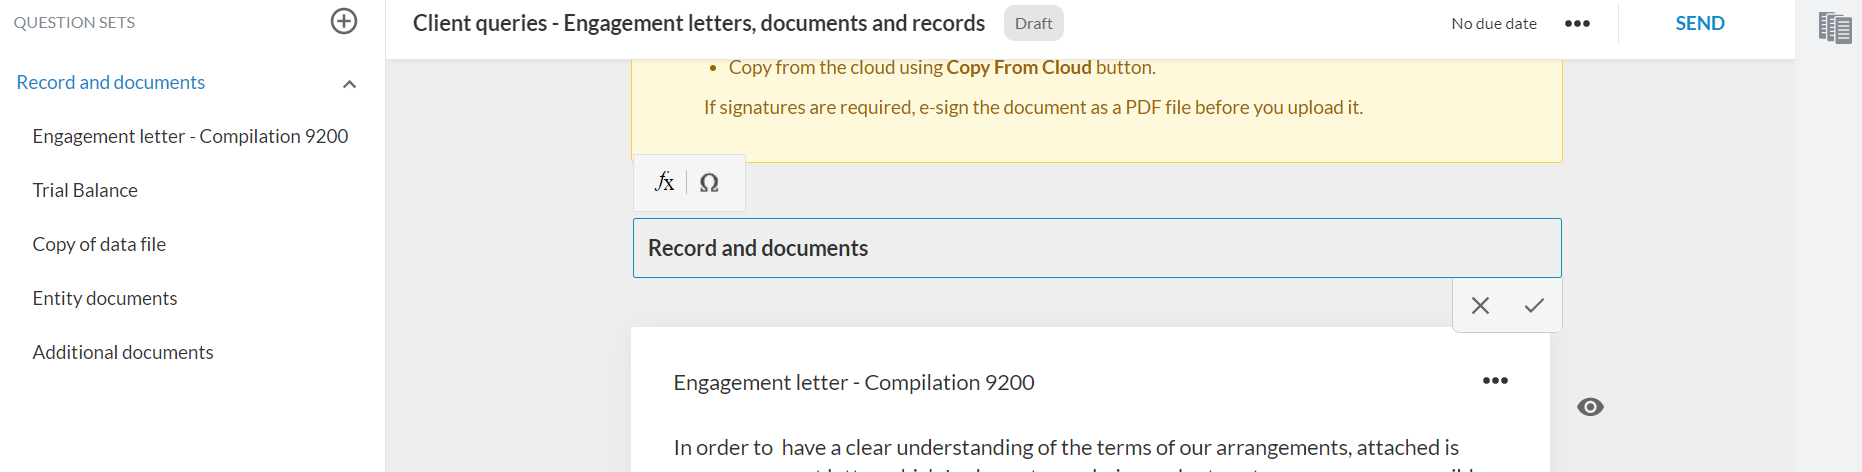 QUESTION SETS
Record and documents
Engagement letter - Compilation 9200
Trial Balance
Copy of data file
Entity documents
Additional documents
Client queries - Engagement letters, documents and records
Draft
No due date
SEND
• Copy from the cloud using Copy From Cloud button.
If signatures are required, e-sign the document as a PDF file before you upload it.
fx Ω
Record and documents
Engagement letter - Compilation 9200
In order to have a clear understanding of the terms of our arrangements, attached is